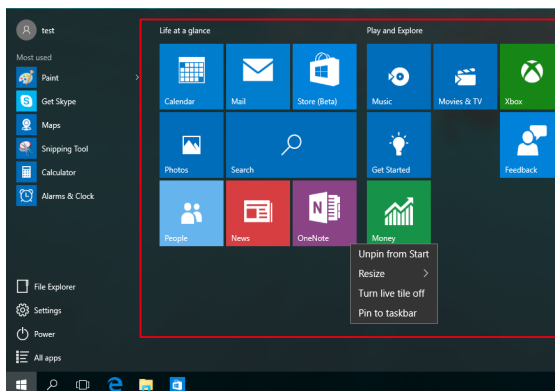 test
Most used
Paint
Get Skype
Maps
Snipping Tool
Calculator
Alarms & Clock
File Explorer
Settings
Power
All apps
Life at a glance
Calendar
Mail
Store (Beta)
Photos
Search
People
News
OneNote
Play and Explore
Music
Movies & TV
Xbox
Get Started
Feedback
Money
Unpin from Start
Resize
Turn live tile off
Pin to taskbar